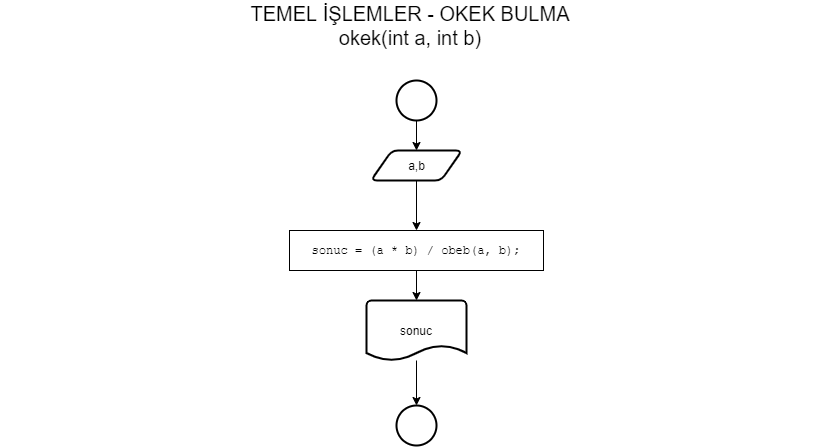 TEMEL İŞLEMLER - OKEK BULMA
okek(int a, int b)
a,b
sonuc = (a * b) / obeb(a, b);
sonuc